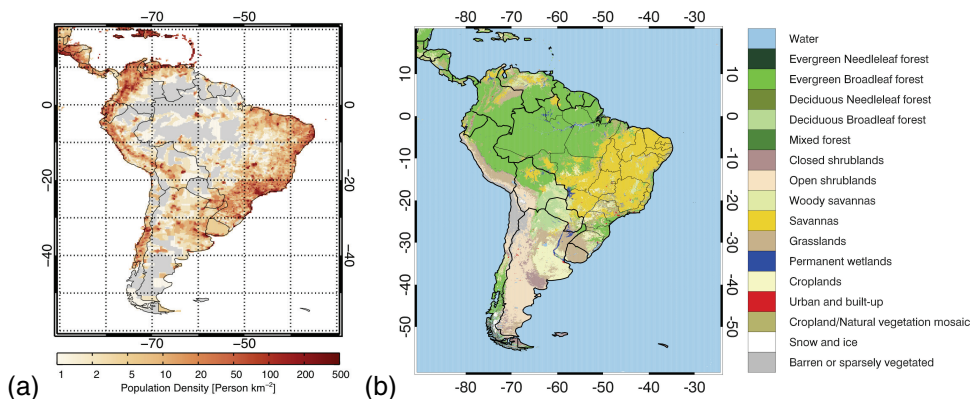 −70 −60 −50
0
−20
−40
0
−20
−40
−70 −60
1 2 5 10 20 50 100 200 500
Population Density [Person km−2]
(a)
-80 -70 -60 -50 -40 -30
10
0
-10
-20
-30
-40
-50
10
0
-10
-20
-30
-40
-50
-80 -70 -60 -50 -40 -30
(b)
Water
Evergreen Needleleaf forest
Evergreen Broadleaf forest
Deciduous Needleleaf forest
Deciduous Broadleaf forest
Mixed forest
Closed shrublands
Open shrublands
Woody savannas
Savannas
Grasslands
Permanent wetlands
Croplands
Urban and built-up
Cropland/Natural vegetation mosaic
Snow and ice
Barren or sparsely vegetated